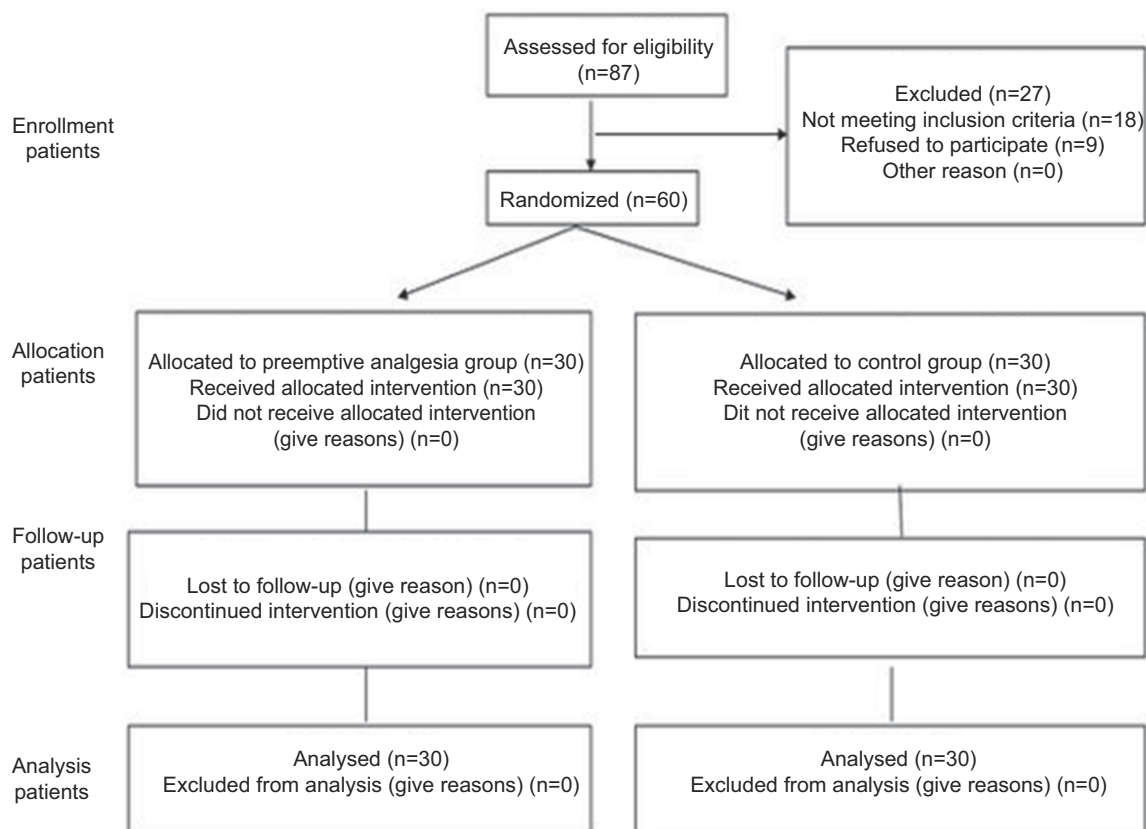 Assessed for eligibility
(n=87)
Excluded (n=27)
Not meeting inclusion criteria (n=18)
Refused to participate (n=9)
Other reason (n=0)
Enrollment
patients
Randomized (n=60)
Allocation
patients
Allocated to preemptive analgesia group (n=30)
Received allocated intervention (n=30)
Did not receive allocated intervention
(give reasons) (n=0)
Allocated to control group (n=30)
Received allocated intervention (n=30)
Dit not receive allocated intervention
(give reasons) (n=0)
Follow-up
patients
Lost to follow-up (give reason) (n=0)
Discontinued intervention (give reasons) (n=0)
Lost to follow-up (give reason) (n=0)
Discontinued intervention (give reasons) (n=0)
Analysis
patients
Analysed (n=30)
Excluded from analysis (give reasons) (n=0)
Analysed (n=30)
Excluded from analysis (give reasons) (n=0)